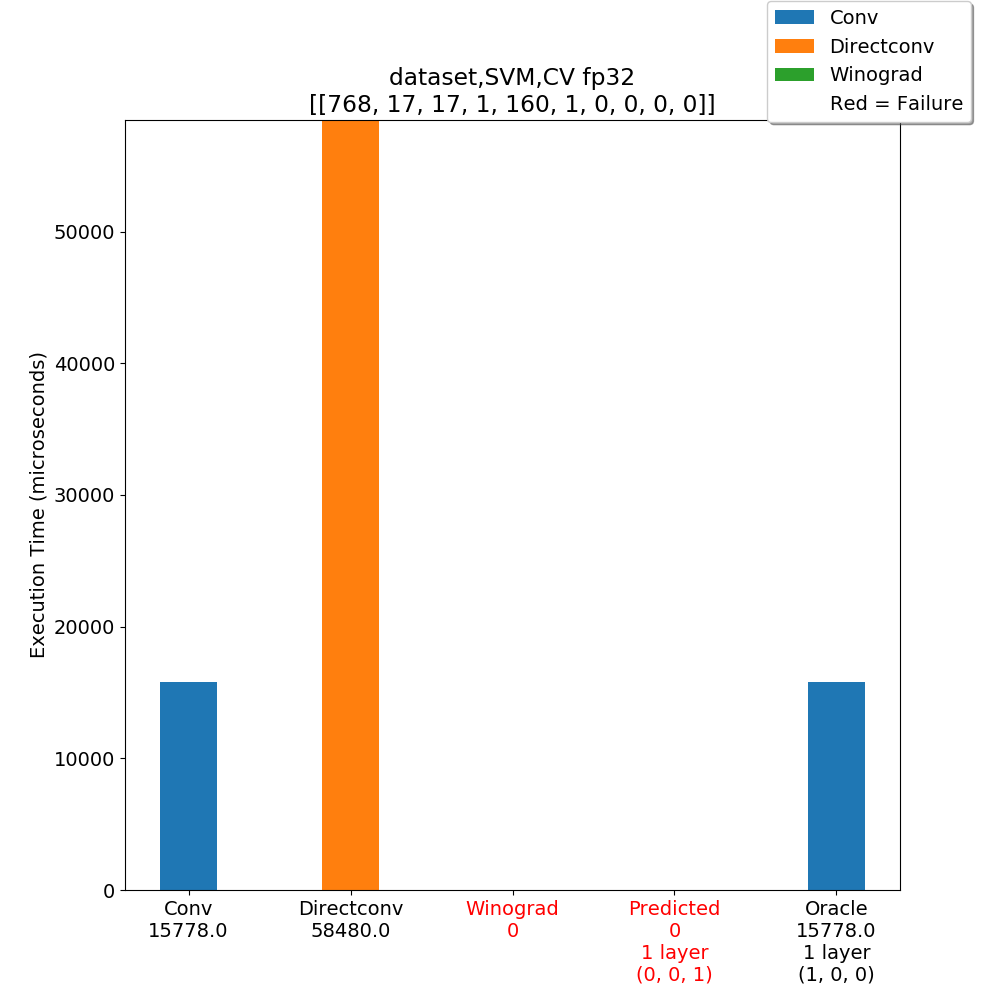 Conv
Directconv
Winograd
Red = Failure
dataset,SVM,CV fp32
[[768, 17, 17, 1, 160, 1, 0, 0, 0, 0]]
Execution Time (microseconds)
50000
40000
30000
20000
10000
0
Conv
15778.0
Directconv
58480.0
Winograd
0
Predicted
0
1 layer
(0, 0, 1)
Oracle
15778.0
1 layer
(1, 0, 0)